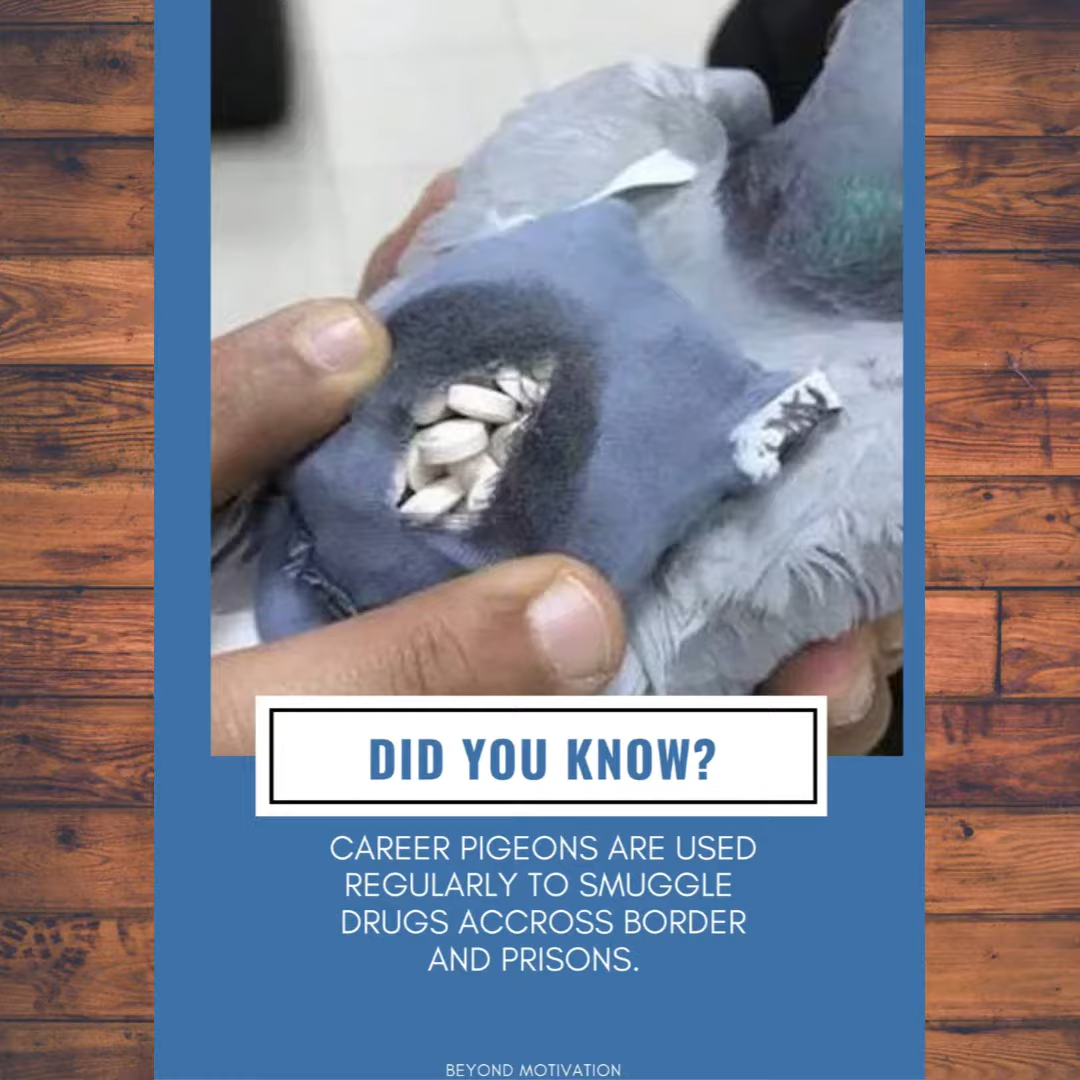 DID YOU KNOW?
CAREER PIGEONS ARE USED
REGULARLY TO SMUGGLE
DRUGS ACCROSS BORDER
AND PRISONS.
BEYOND MOTIVATION